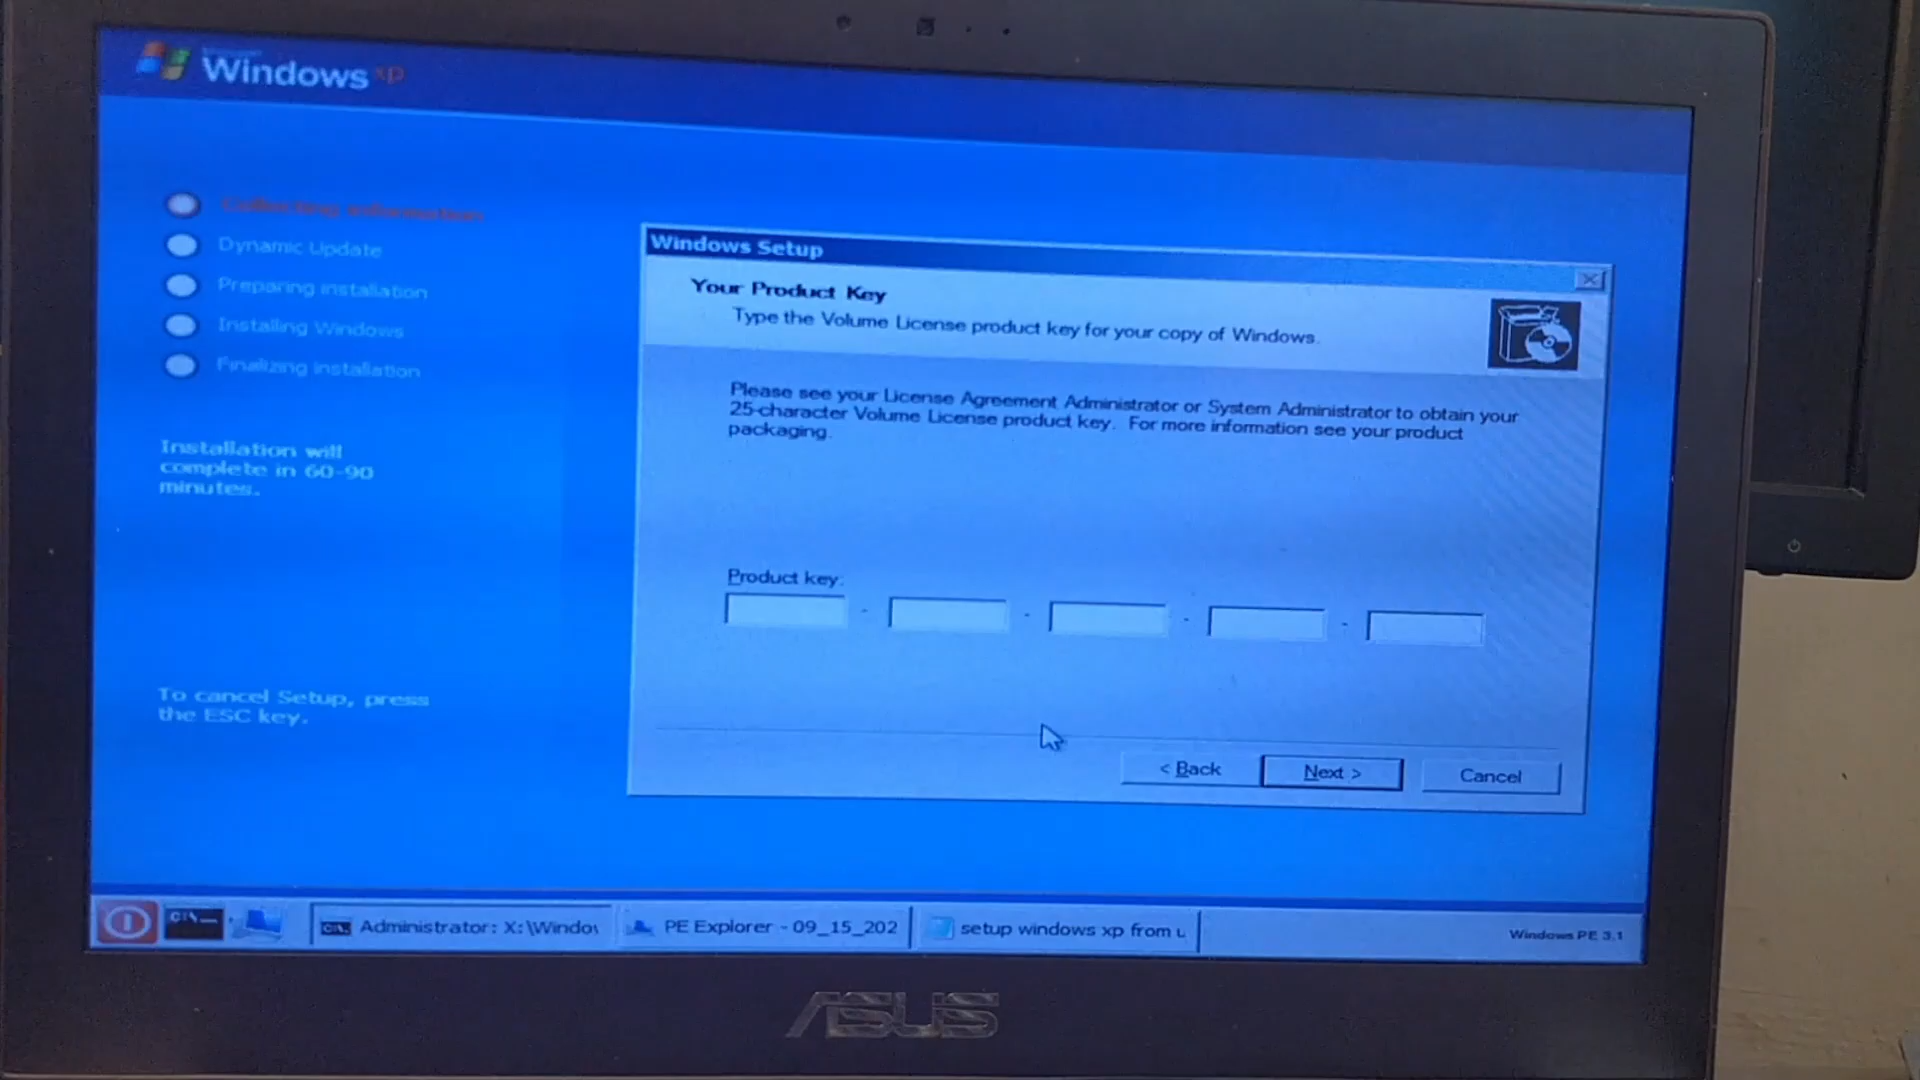 Microsoft
Windows xp
Collecting information
Dynamic Update
Preparing installation
Installing Windows
Finalizing installation
Installation will
complete in 60-90
minutes.
To cancel Setup, press
the ESC key.
Windows Setup
Your Product Key
Type the Volume License product key for your copy of Windows.
Please see your License Agreement Administrator or System Administrator to obtain your
25-character Volume License product key. For more information see your product
packaging.
Product key:
- - - -
< Back
Next >
Cancel
C:\
Administrator: X:\Window
PE Explorer - 09_15_202
setup windows xp from u
Windows PE 3.1
ASUS